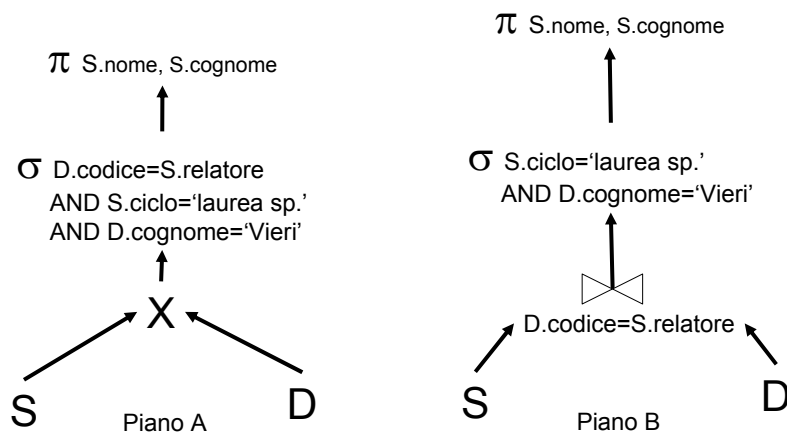 π S.nome, S.cognome
σ D.codice=S.relatore
AND S.ciclo=‘laurea sp.’
AND D.cognome=‘Vieri’
X
S
D
Piano A
π S.nome, S.cognome
σ S.ciclo=‘laurea sp.’
AND D.cognome=‘Vieri’
D.codice=S.relatore
S
D
Piano B